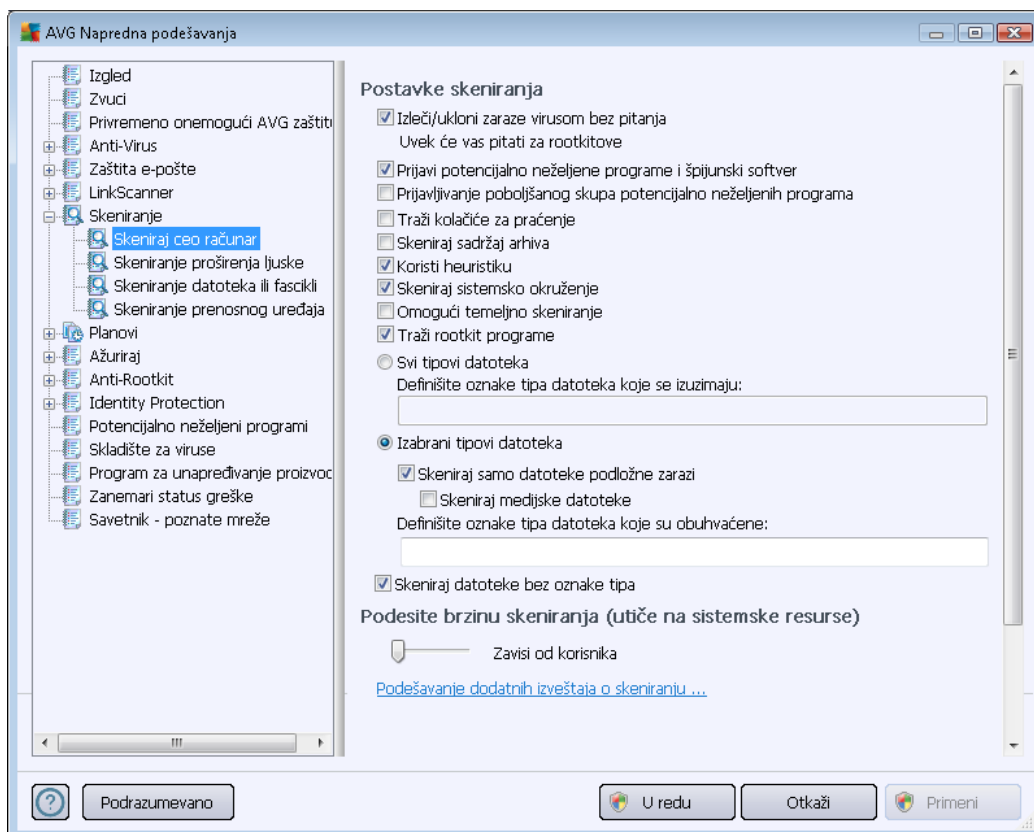 AVG Napredna podešavanja
Izgled
Zvuci
Privremeno onemogući AVG zaštitu
Anti-Virus
Zaštita e-pošte
LinkScanner
Skeniranje
Skeniraj ceo računar
Skeniranje proširenja ljuske
Skeniranje datoteka ili fascikli
Skeniranje prenosnog uređaja
Planovi
Ažuriraj
Anti-Rootkit
Identity Protection
Potencijalno neželjeni programi
Skladište za viruse
Program za unapređivanje proizvod
Zanemari status greške
Savetnik - poznate mreže
Postavke skeniranja
Izleči/ukloni zaraze virusom bez pitanja
Uvek će vas pitati za rootkitove
Prijavi potencijalno neželjene programe i špijunski softver
Prijavljivanje poboljšanog skupa potencijalno neželjenih programa
Traži kolačiće za praćenje
Skeniraj sadržaj arhiva
Koristi heuristiku
Skeniraj sistemsko okruženje
Omogući temeljno skeniranje
Traži rootkit programe
Svi tipovi datoteka
Definišite oznake tipa datoteka koje se izuzimaju:
Izabrani tipovi datoteka
Skeniraj samo datoteke podložne zarazi
Skeniraj medijske datoteke
Definišite oznake tipa datoteka koje su obuhvaćene:
Skeniraj datoteke bez oznake tipa
Podesite brzinu skeniranja (utiče na sistemske resurse)
Zavisi od korisnika
Podešavanje dodatnih izveštaja o skeniranju ...
Podrazumevano
U redu
Otkaži
Primeni